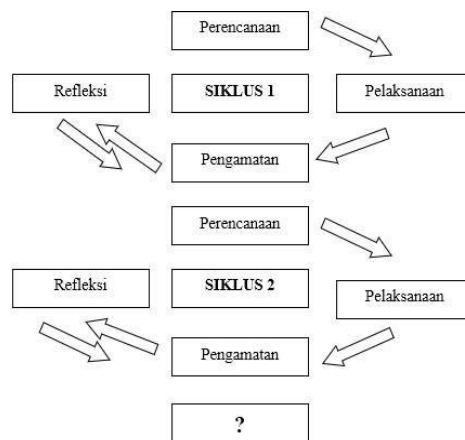 Perencanaan
Refleksi
SIKLUS 1
Pelaksanaan
Pengamatan
Perencanaan
Refleksi
SIKLUS 2
Pelaksanaan
Pengamatan
?